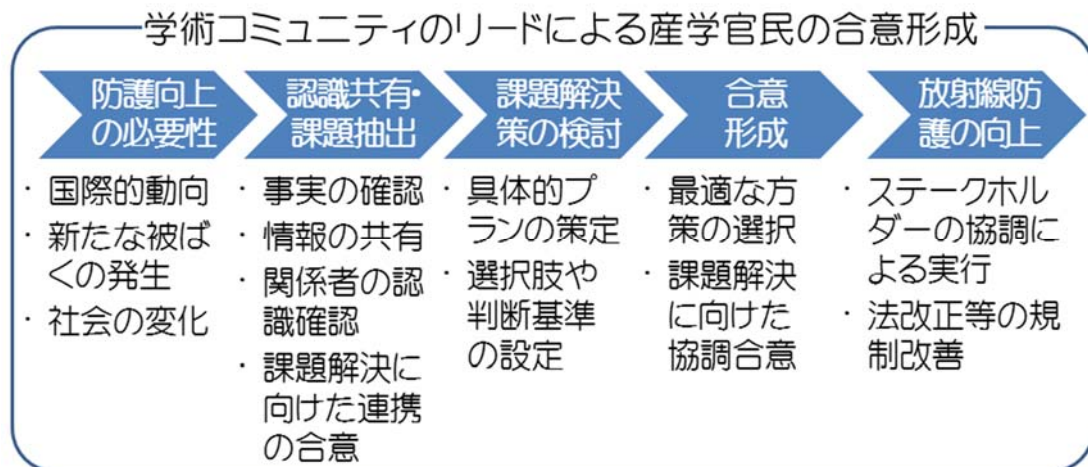 学術コミュニティのリードによる産学官民の合意形成
防護向上
の必要性
・ 国際的動向
・ 新たな被ば
くの発生
・ 社会の変化
認識共有・
課題抽出
・ 事実の確認
・ 情報の共有
・ 関係者の認
識確認
・ 課題解決に
向けた連携
の合意
課題解決
策の検討
・ 具体的プ
ランの策定
・ 選択肢や
判断基準
の設定
合意
形成
・ 最適な方
策の選択
・ 課題解決
に向けた
協調合意
放射線防
護の向上
・ ステークホル
ダーの協調に
よる実行
・ 法改正等の規
制改善